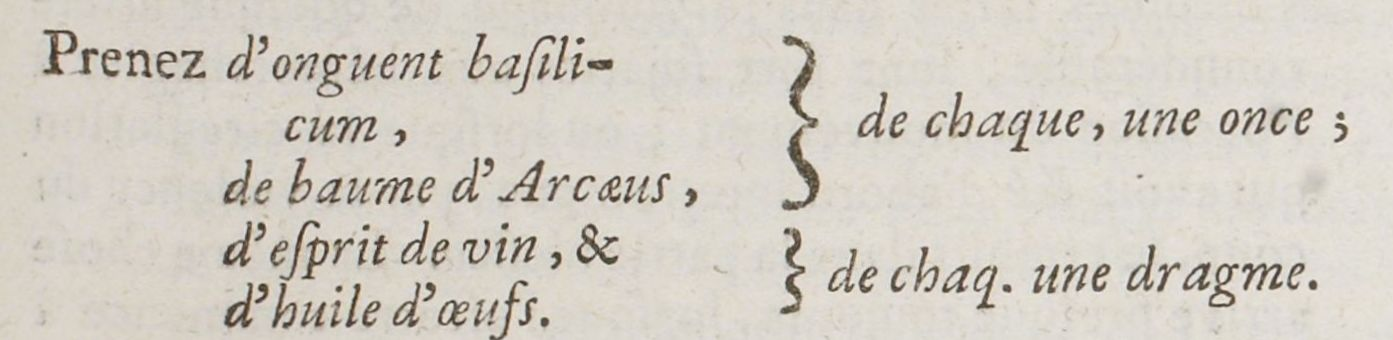 Prenez d'onguent baſili-
cum,
de baume d'Arcæus,
} de chaque, une once ;
d'eſprit de vin, &
d'huile d'œufs.
} de chaq. une dragme.